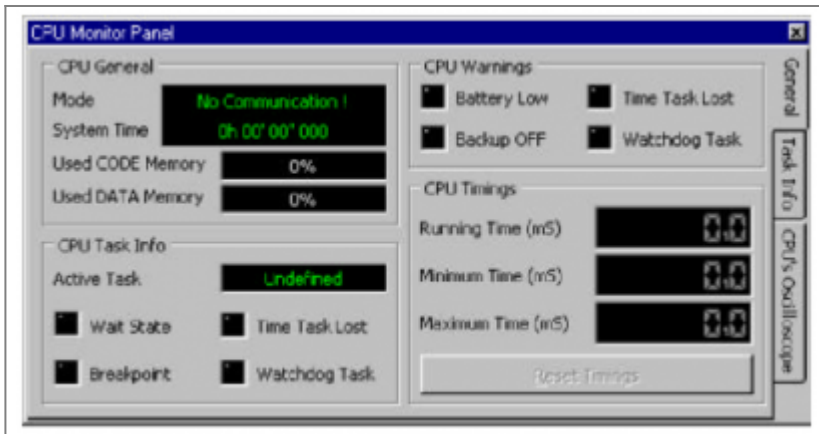 CPU Monitor Panel
CPU General
Mode No Communication !
System Time 0h 00' 00" 000
Used CODE Memory 0%
Used DATA Memory 0%
CPU Task Info
Active Task Undefined
Wait State Time Task Lost
Breakpoint Watchdog Task
CPU Warnings
Battery Low Time Task Lost
Backup OFF Watchdog Task
CPU Timings
Running Time (mS) 0.0
Minimum Time (mS) 0.0
Maximum Time (mS) 0.0
Reset Timings
General
Task Info
CPU's Oscilloscope